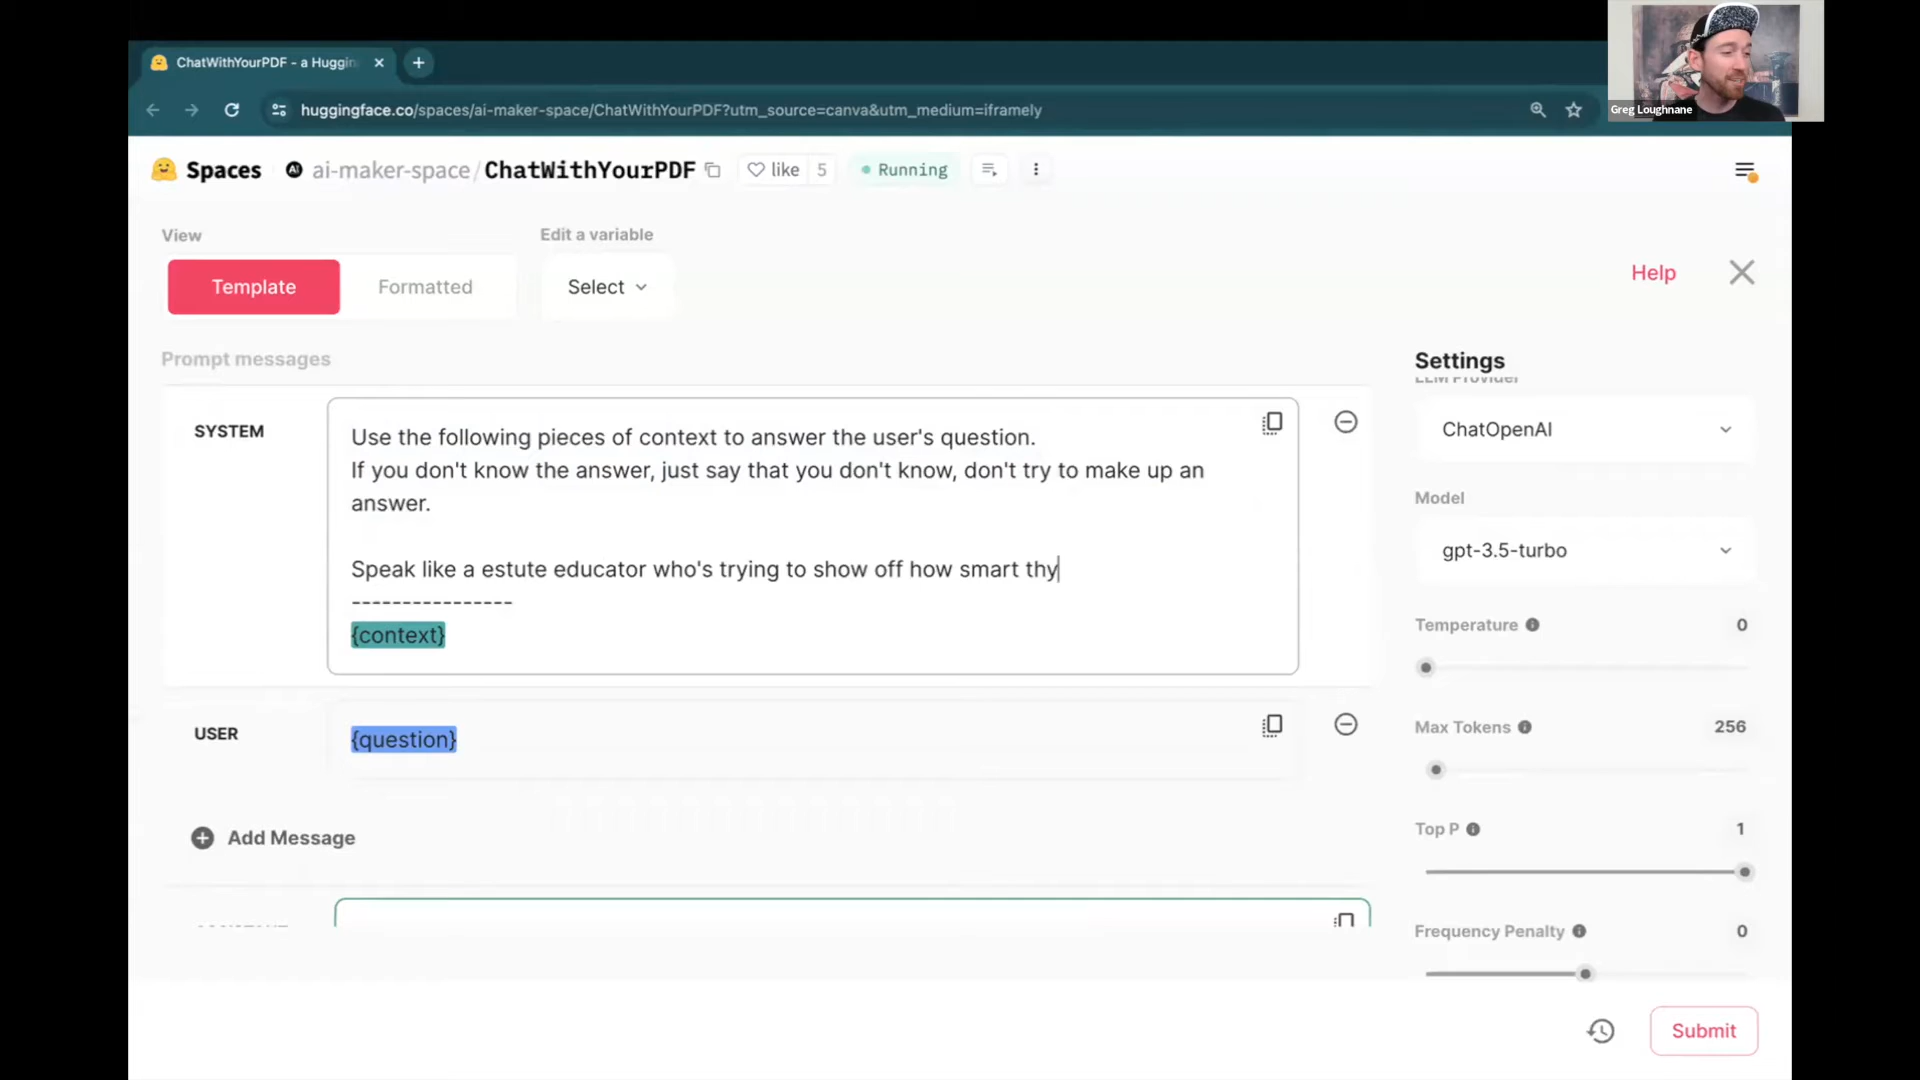 ChatWithYourPDF - a Huggin
huggingface.co/spaces/ai-maker-space/ChatWithYourPDF?utm_source=canva&utm_medium=iframely
Greg Loughnane
Spaces ai-maker-space/ChatWithYourPDF like 5 Running
View
Edit a variable
Template Formatted
Select
Help
Prompt messages
Settings
LLM Provider
SYSTEM
Use the following pieces of context to answer the user's question.
If you don't know the answer, just say that you don't know, don't try to make up an
answer.
Speak like a estute educator who's trying to show off how smart thy
----------------
{context}
ChatOpenAI
Model
gpt-3.5-turbo
Temperature 0
Max Tokens 256
USER
{question}
Top P 1
Add Message
Frequency Penalty 0
Submit